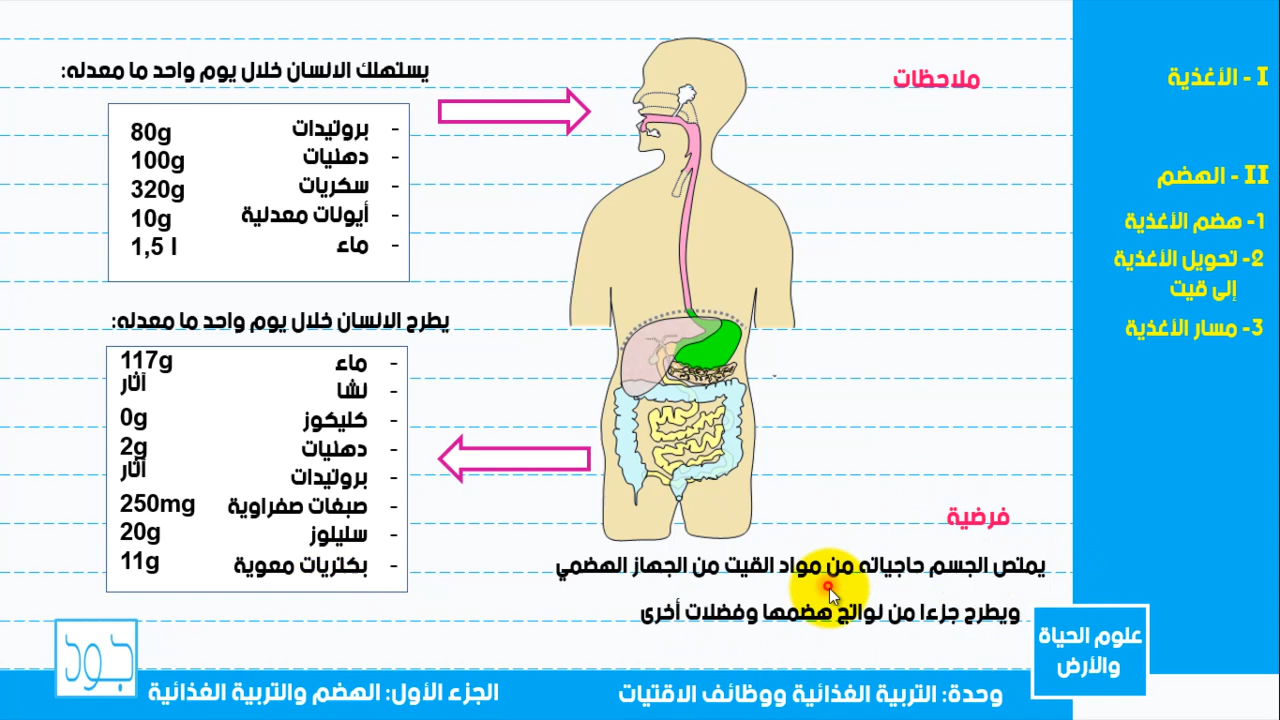 I - الأغذية
II - الهضم
1- هضم الأغذية
2- تحويل الأغذية
إلى قيت
3- مسار الأغذية
ملاحظات
يستهلك الانسان خلال يوم واحد ما معدله:
- بروتيدات 80g
- دهنيات 100g
- سكريات 320g
- أيونات معدنية 10g
- ماء 1,5 l
يطرح الانسان خلال يوم واحد ما معدله:
- ماء 117g
- نشا آثار
- كليكوز 0g
- دهنيات 2g
- بروتيدات آثار
- صبغات صفراوية 250mg
- سليلوز 20g
- بكتريات معوية 11g
فرضية
يمتص الجسم حاجياته من مواد القيت من الجهاز الهضمي
ويطرح جزءا من نواتج هضمها وفضلات أخرى
علوم الحياة
والأرض
وحدة: التربية الغذائية ووظائف الاقتيات
الجزء الأول: الهضم والتربية الغذائية
جود